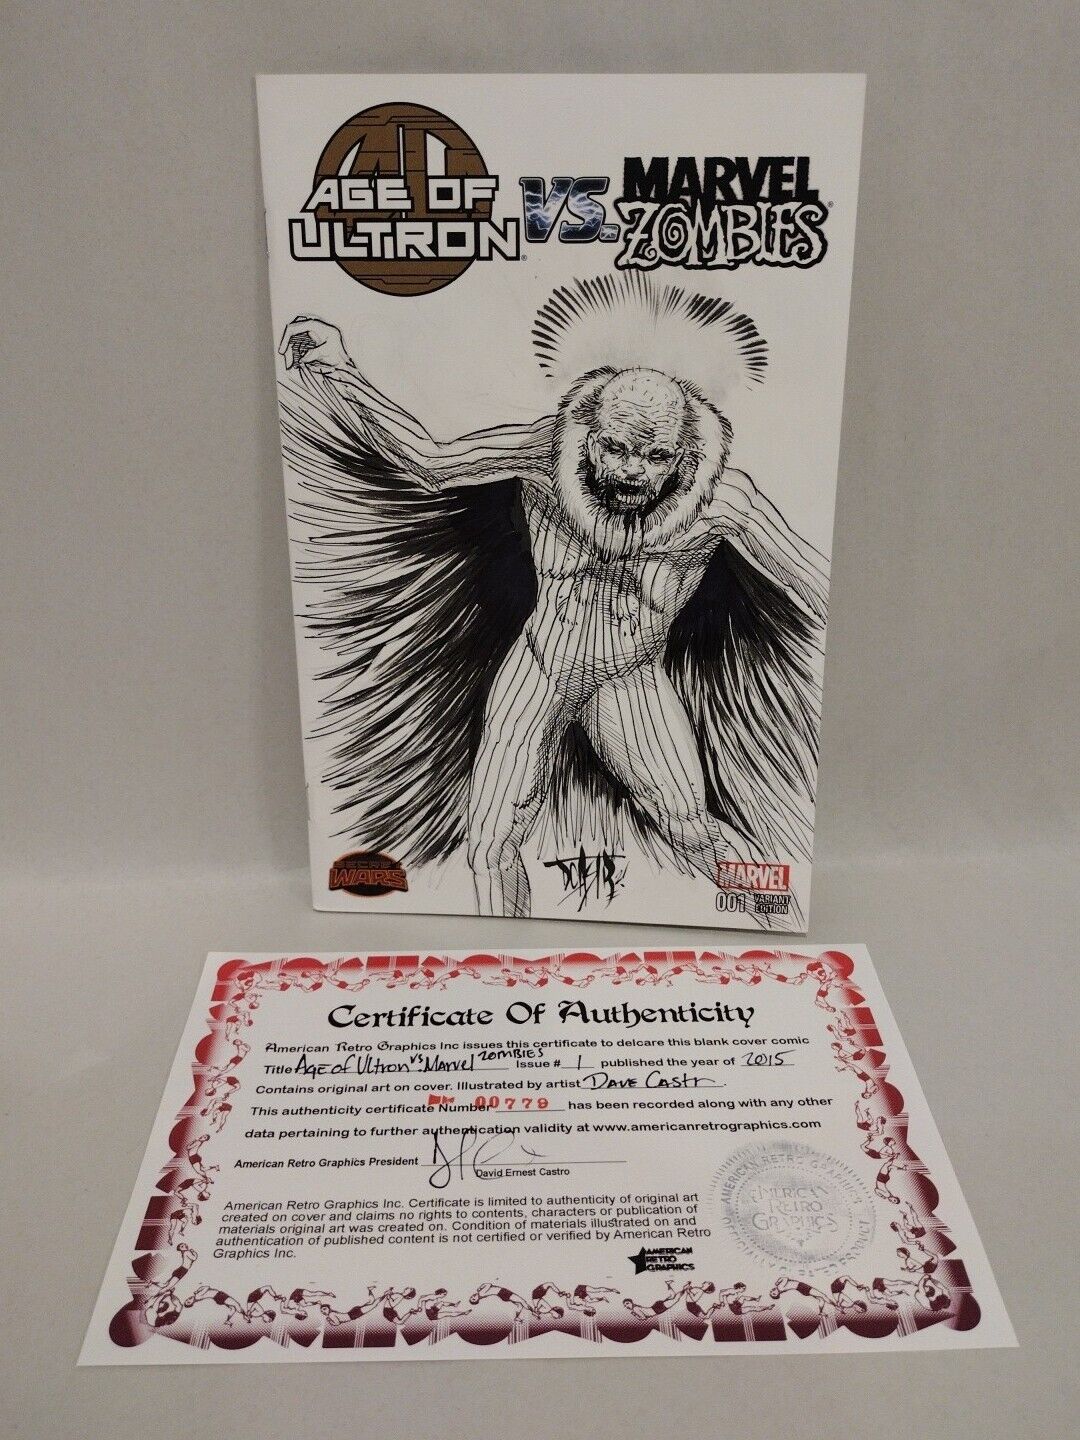 AGE OF
ULTRON®
VS.
MARVEL
ZOMBIES®
SECRET
WARS
MARVEL
001 VARIANT
EDITION
Certificate Of Authenticity
American Retro Graphics Inc issues this certificate to delcare this blank cover comic
Title Age of Ultron vs. Marvel Zombies Issue # 1 published the year of 2015
Contains original art on cover. Illustrated by artist Dave Castr.
This authenticity certificate Number 00779 has been recorded along with any other
data pertaining to further authentication validity at www.americanretrographics.com
American Retro Graphics President
David Ernest Castro
American Retro Graphics Inc. Certificate is limited to authenticity of original art
created on cover and claims no rights to contents, characters or publication of
materials original art was created on. Condition of materials illustrated on and
authentication of published content is not certified or verified by American Retro
Graphics Inc.
AMERICAN
RETRO
GRAPHICS
AMERICAN
RETRO
GRAPHICS